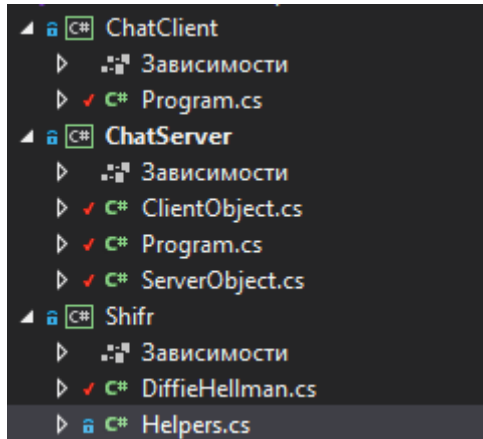 C# ChatClient
Зависимости
C# Program.cs
C# ChatServer
Зависимости
C# ClientObject.cs
C# Program.cs
C# ServerObject.cs
C# Shifr
Зависимости
C# DiffieHellman.cs
C# Helpers.cs